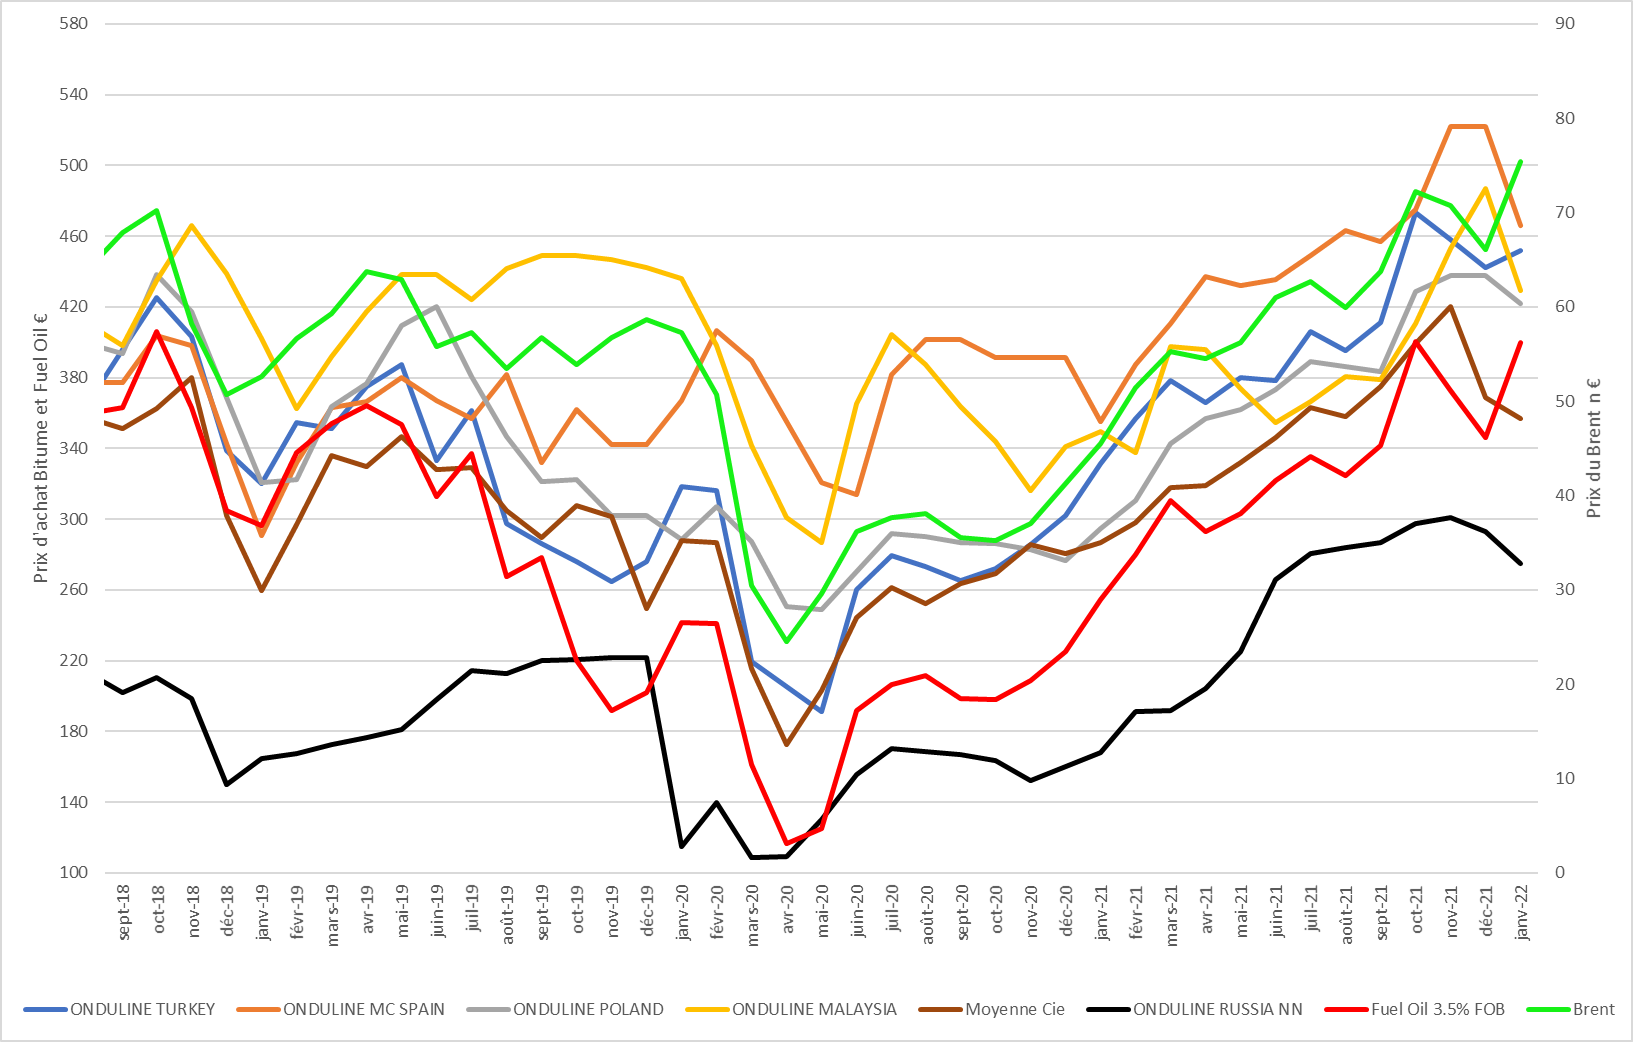 580
540
500
460
420
380
340
300
260
220
180
140
100
Prix d'achat Bitume et Fuel Oil €
90
80
70
60
50
40
30
20
10
0
Prix du Brent n €
sept-18
oct-18
nov-18
déc-18
janv-19
févr-19
mars-19
avr-19
mai-19
juin-19
juil-19
août-19
sept-19
oct-19
nov-19
déc-19
janv-20
févr-20
mars-20
avr-20
mai-20
juin-20
juil-20
août-20
sept-20
oct-20
nov-20
déc-20
janv-21
févr-21
mars-21
avr-21
mai-21
juin-21
juil-21
août-21
sept-21
oct-21
nov-21
déc-21
janv-22
ONDULINE TURKEY
ONDULINE MC SPAIN
ONDULINE POLAND
ONDULINE MALAYSIA
Moyenne Cie
ONDULINE RUSSIA NN
Fuel Oil 3.5% FOB
Brent